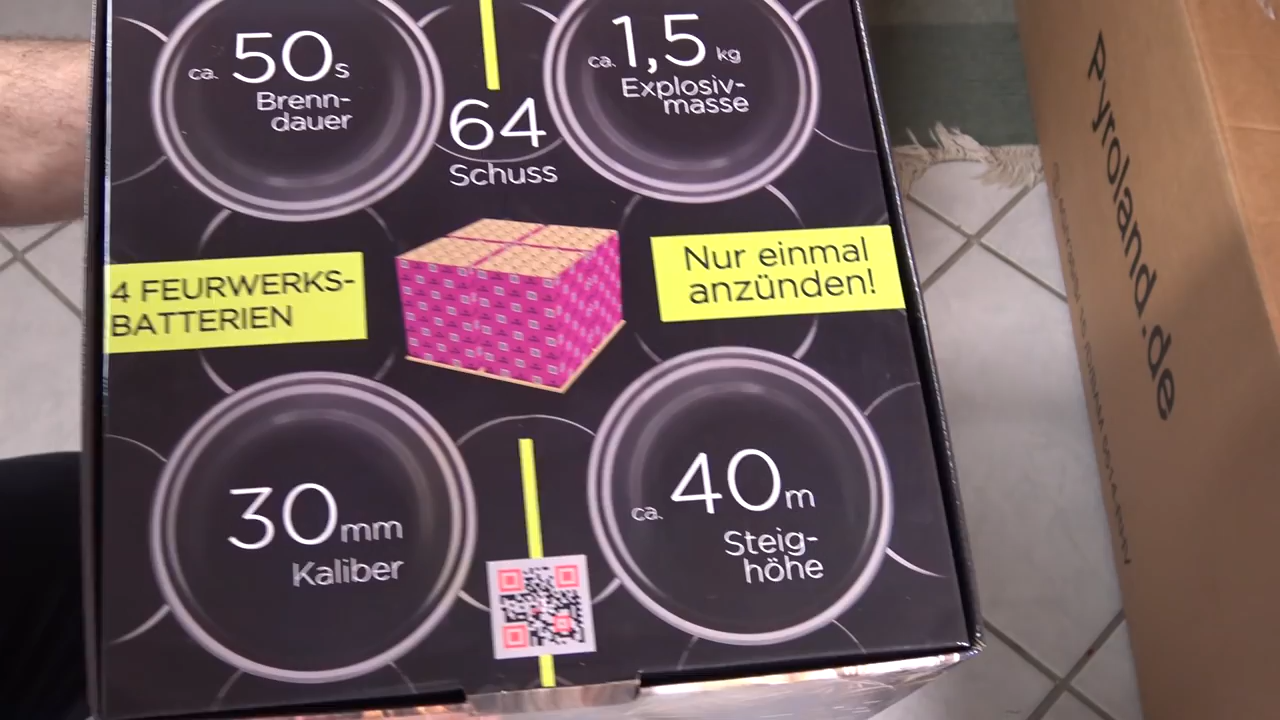 ca. 50s
Brenn-
dauer
64
Schuss
ca. 1,5 kg
Explosiv-
masse
4 FEURWERKS-
BATTERIEN
Nur einmal
anzünden!
30mm
Kaliber
ca. 40m
Steig-
höhe
Pyroland.de